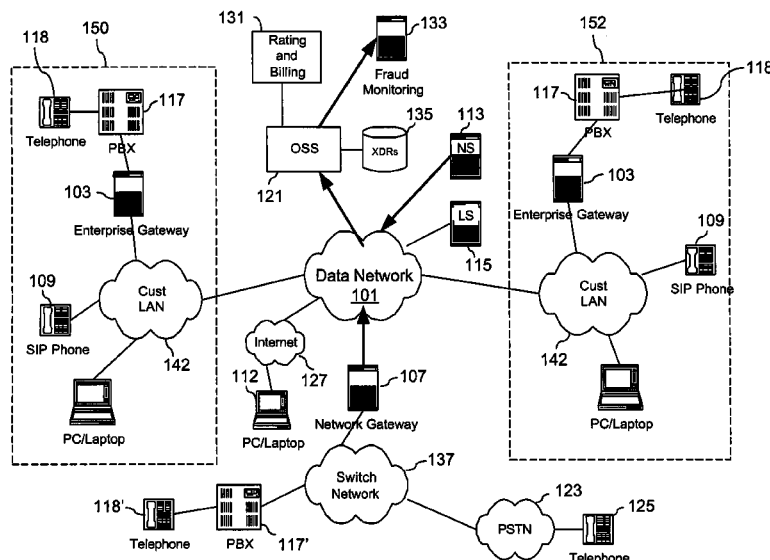 150
118
117
Telephone
PBX
103
Enterprise Gateway
109
Cust
LAN
SIP Phone
142
PC/Laptop
131
Rating
and
Billing
133
Fraud
Monitoring
135
OSS
XDRs
121
113
NS
LS
115
Data Network
101
Internet
127
112
PC/Laptop
107
Network Gateway
137
Switch
Network
118'
Telephone
PBX
117'
123
PSTN
125
Telephone
152
117
118
PBX
Telephone
103
Enterprise Gateway
109
Cust
LAN
SIP Phone
142
PC/Laptop